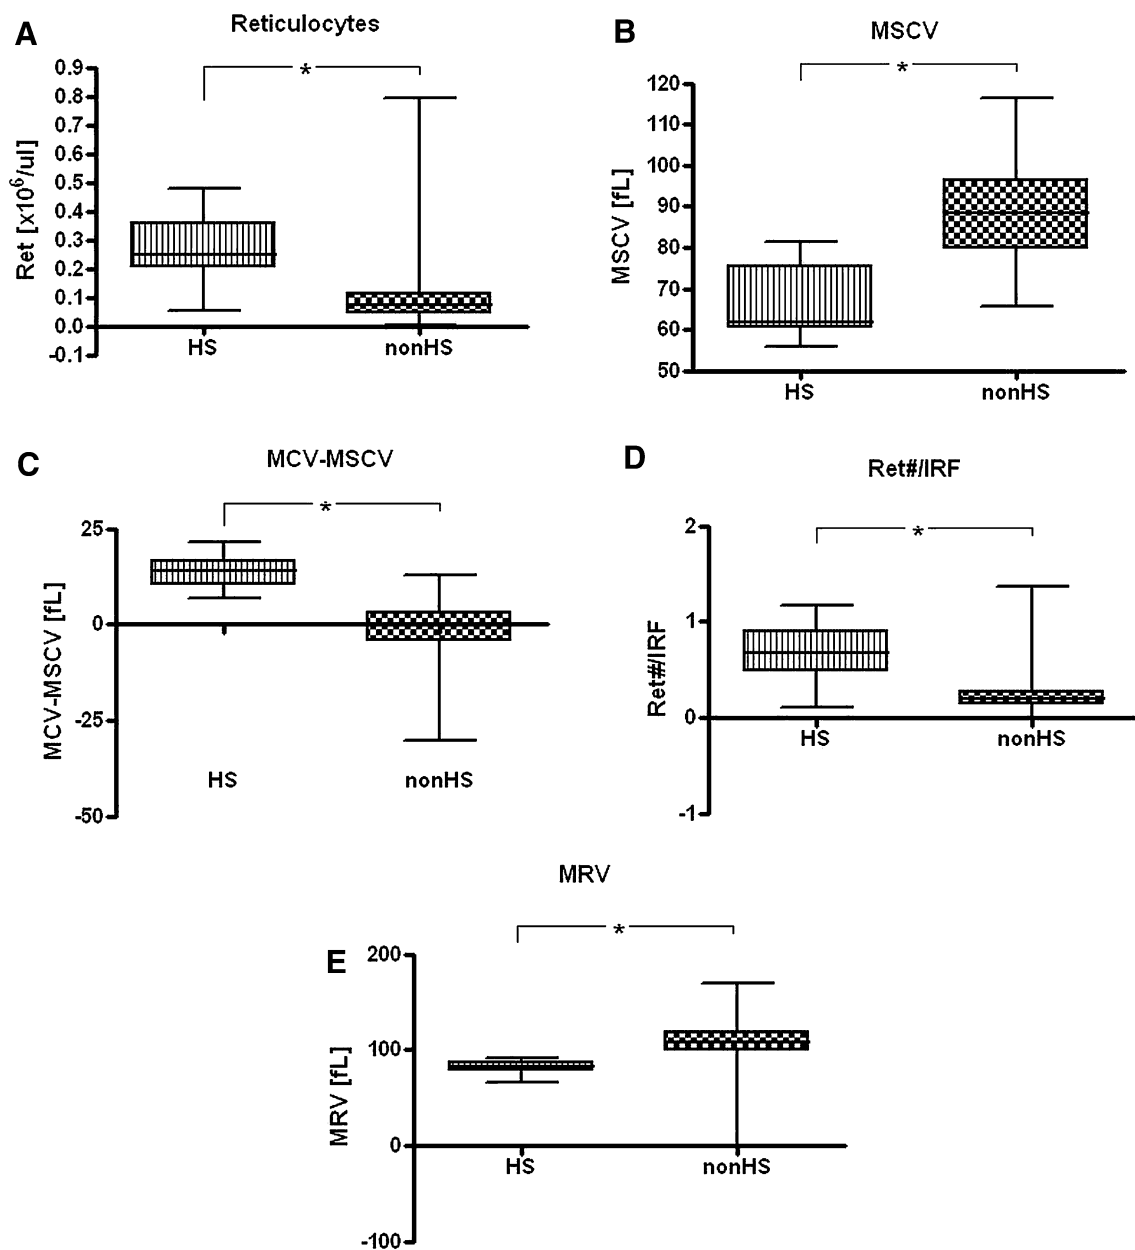 A
Reticulocytes
*
0.9
0.8
0.7
0.6
0.5
0.4
0.3
0.2
0.1
0.0
-0.1
Ret [x10^6/ul]
HS
nonHS
B
MSCV
*
120
110
100
90
80
70
60
50
MSCV [fL]
HS
nonHS
C
MCV-MSCV
*
25
0
-25
-50
MCV-MSCV [fL]
HS
nonHS
D
Ret#/IRF
*
2
1
0
-1
Ret#/IRF
HS
nonHS
E
MRV
*
200
100
0
-100
MRV [fL]
HS
nonHS